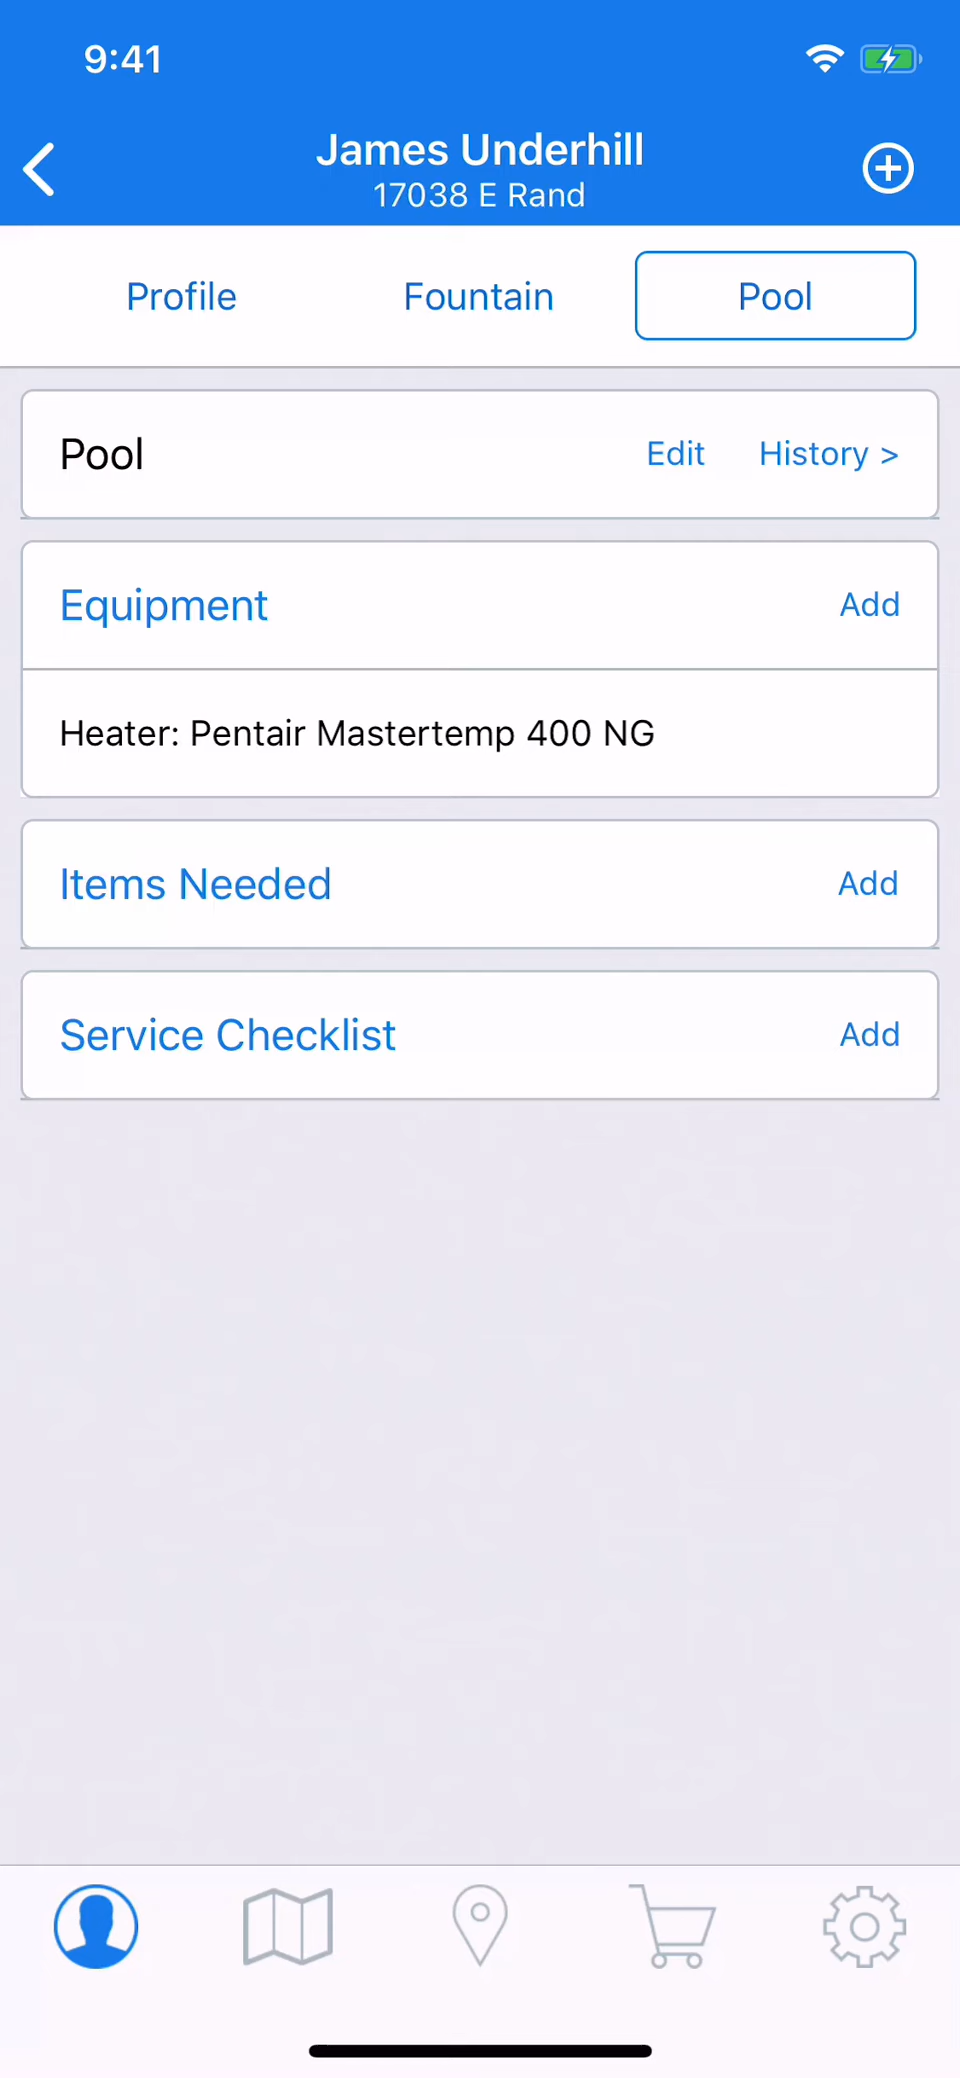 9:41
James Underhill
17038 E Rand
Profile Fountain Pool
Pool Edit History >
Equipment Add
Heater: Pentair Mastertemp 400 NG
Items Needed Add
Service Checklist Add